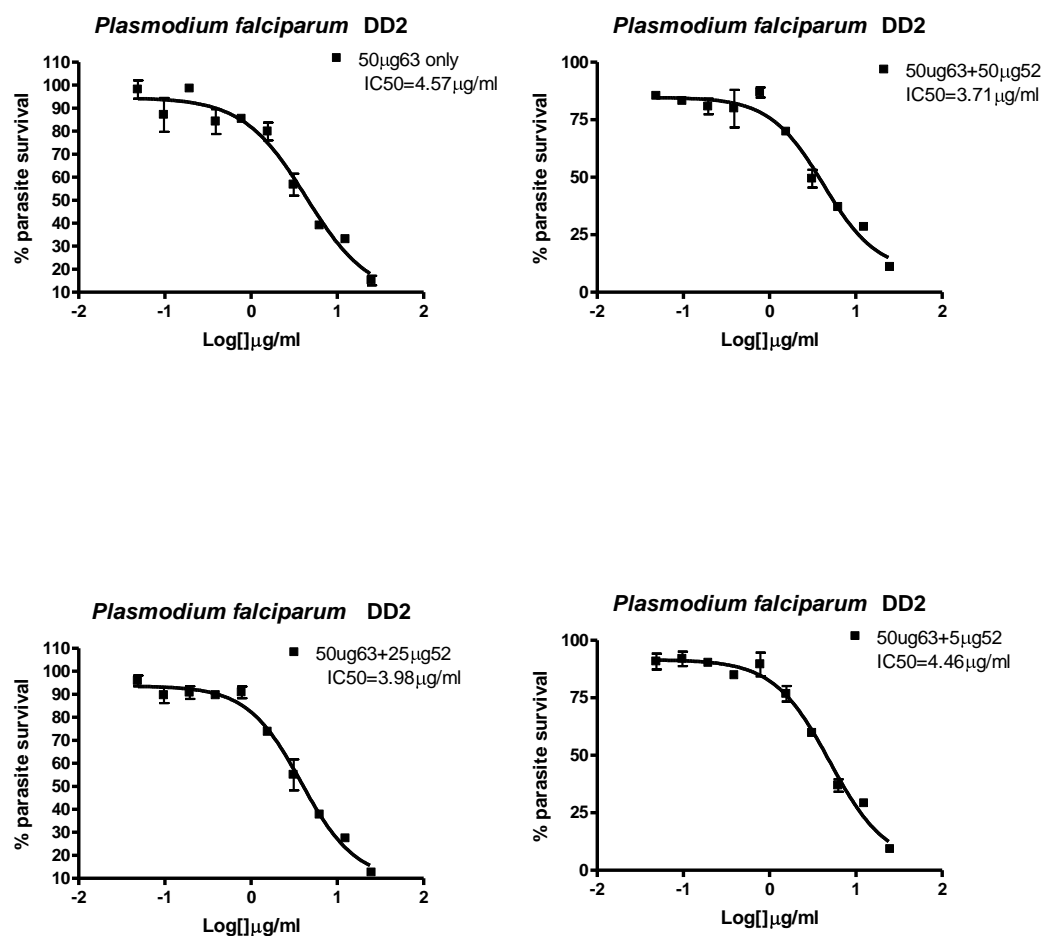 Plasmodium falciparum DD2
50µg63 only
IC50=4.57µg/ml
110
100
90
80
70
60
50
40
30
20
10
-2
-1
0
1
2
% parasite survival
Log[]µg/ml
Plasmodium falciparum DD2
50ug63+50µg52
IC50=3.71µg/ml
100
75
50
25
0
-2
-1
0
1
2
% parasite survival
Log[]µg/ml
Plasmodium falciparum DD2
50ug63+25µg52
IC50=3.98µg/ml
110
100
90
80
70
60
50
40
30
20
10
-2
-1
0
1
2
% parasite survival
Log[]µg/ml
Plasmodium falciparum DD2
50ug63+5µg52
IC50=4.46µg/ml
100
75
50
25
0
-2
-1
0
1
2
% parasite survival
Log[]µg/ml